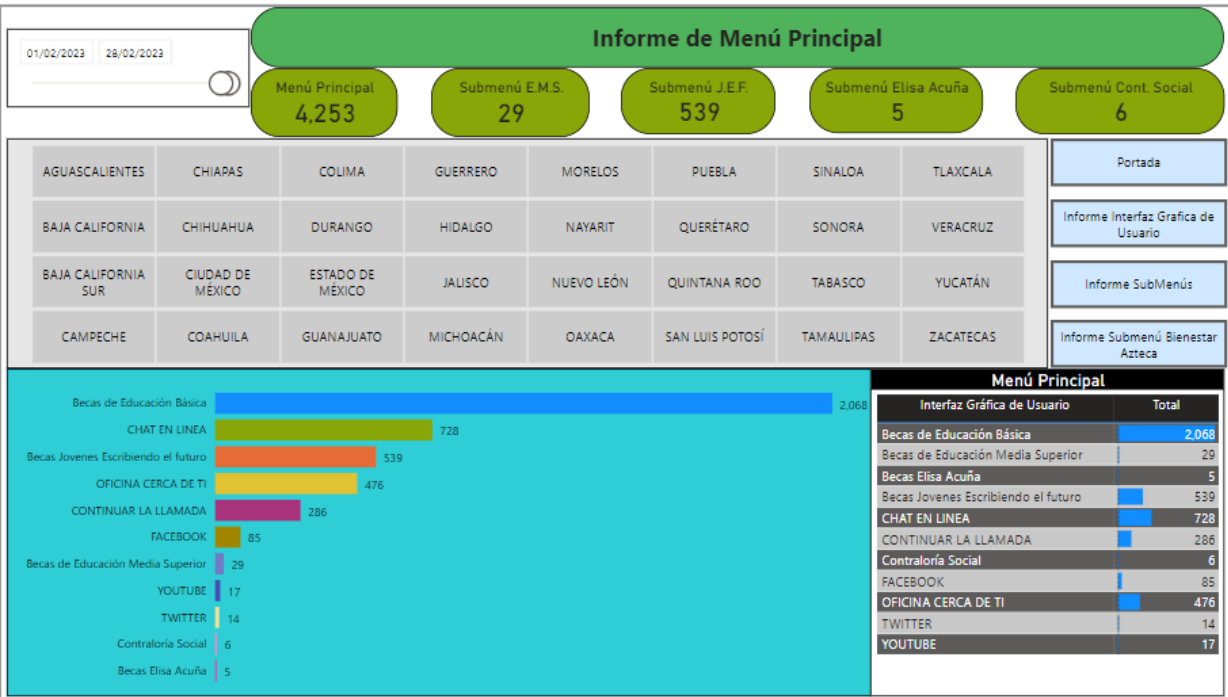 Informe de Menú Principal
01/02/2023 28/02/2023
Menú Principal
4,253
Submenú E.M.S.
29
Submenú J.E.F.
539
Submenú Elisa Acuña
5
Submenú Cont. Social
6
AGUASCALIENTES CHIAPAS COLIMA GUERRERO MORELOS PUEBLA SINALOA TLAXCALA
BAJA CALIFORNIA CHIHUAHUA DURANGO HIDALGO NAYARIT QUERÉTARO SONORA VERACRUZ
BAJA CALIFORNIA
SUR
CIUDAD DE
MÉXICO
ESTADO DE
MÉXICO
JALISCO NUEVO LEÓN QUINTANA ROO TABASCO YUCATÁN
CAMPECHE COAHUILA GUANAJUATO MICHOACÁN OAXACA SAN LUIS POTOSÍ TAMAULIPAS ZACATECAS
Portada
Informe Interfaz Grafica de
Usuario
Informe SubMenús
Informe Submenú Bienestar
Azteca
Becas de Educación Básica 2,068
CHAT EN LINEA 728
Becas Jovenes Escribiendo el futuro 539
OFICINA CERCA DE TI 476
CONTINUAR LA LLAMADA 286
FACEBOOK 85
Becas de Educación Media Superior 29
YOUTUBE 17
TWITTER 14
Contraloría Social 6
Becas Elisa Acuña 5
Menú Principal
Interfaz Gráfica de Usuario Total
Becas de Educación Básica 2,068
Becas de Educación Media Superior 29
Becas Elisa Acuña 5
Becas Jovenes Escribiendo el futuro 539
CHAT EN LINEA 728
CONTINUAR LA LLAMADA 286
Contraloría Social 6
FACEBOOK 85
OFICINA CERCA DE TI 476
TWITTER 14
YOUTUBE 17